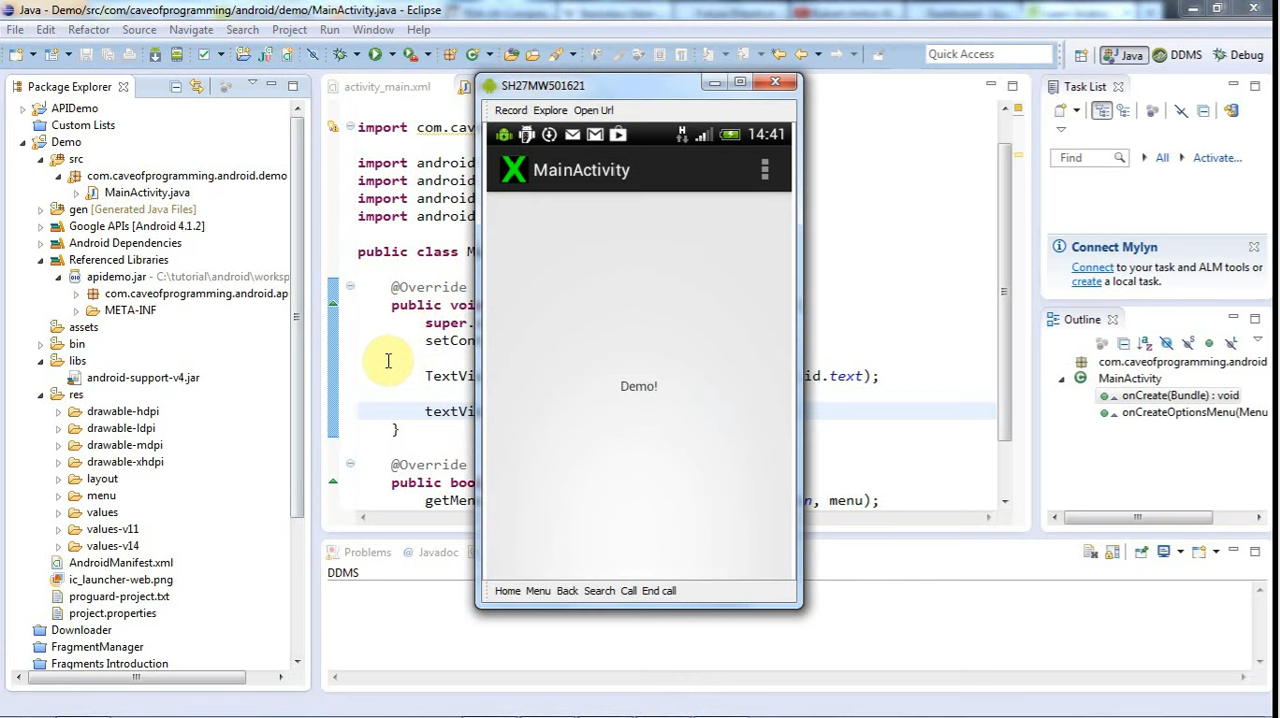 Java - Demo/src/com/caveofprogramming/android/demo/MainActivity.java - Eclipse
File Edit Refactor Source Navigate Search Project Run Window Help
Quick Access
Java
DDMS
Debug
Package Explorer
APIDemo
Custom Lists
Demo
src
com.caveofprogramming.android.demo
MainActivity.java
gen [Generated Java Files]
Google APIs [Android 4.1.2]
Android Dependencies
Referenced Libraries
apidemo.jar - C:\tutorial\android\worksp
com.caveofprogramming.android.ap
META-INF
assets
bin
libs
android-support-v4.jar
res
drawable-hdpi
drawable-ldpi
drawable-mdpi
drawable-xhdpi
layout
menu
values
values-v11
values-v14
AndroidManifest.xml
ic_launcher-web.png
proguard-project.txt
project.properties
Downloader
FragmentManager
Fragments Introduction
activity_main.xml
import com.cav
import android
import android
import android
import android
public class M
@Override
public voi
super.
setCon
TextVi
id.text);
textVi
}
@Override
public boo
getMen
n, menu);
SH27MW501621
Record Explore Open Url
H
14:41
X MainActivity
Demo!
Home Menu Back Search Call End call
Problems
@ Javadoc
DDMS
Task List
Find
All
Activate...
Connect Mylyn
Connect to your task and ALM tools or
create a local task.
Outline
com.caveofprogramming.android
MainActivity
onCreate(Bundle) : void
onCreateOptionsMenu(Menu